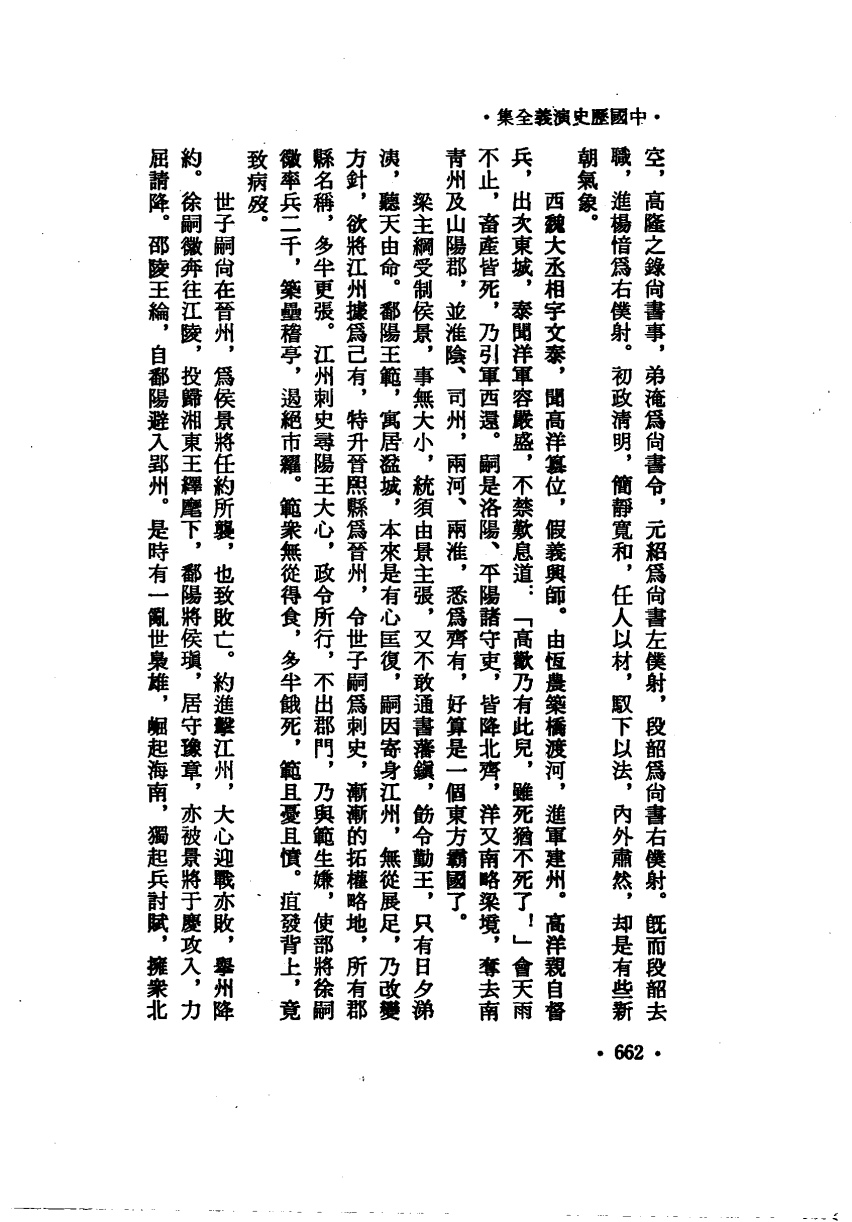 ·中國歷史演義全集·
空，高隆之錄尚書事，弟淹爲尚書令，元紹爲尚書左僕射，段韶爲尚書右僕射。旣而段韶去
職，進楊愔爲右僕射。初政清明，簡靜寬和，任人以材，馭下以法，內外肅然，却是有些新
朝氣象。
西魏大丞相宇文泰，聞高洋篡位，假義興師。由恆農築橋渡河，進軍建州。高洋親自督
兵，出次東城，泰聞洋軍容嚴盛，不禁歎息道：「高歡乃有此兒，雖死猶不死了！」會天雨
不止，畜產皆死，乃引軍西還。嗣是洛陽、平陽諸守吏，皆降北齊，洋又南略梁境，奪去南
青州及山陽郡，並淮陰、司州，兩河、兩淮，悉爲齊有，好算是一個東方霸國了。
梁主綱受制侯景，事無大小，統須由景主張，又不敢通書藩鎭，飭令勤王，只有日夕涕
洟，聽天由命。鄱陽王範，寓居湓城，本來是有心匡復，嗣因寄身江州，無從展足，乃改變
方針，欲將江州據爲己有，特升晉熙縣爲晉州，令世子嗣爲刺史，漸漸的拓權略地，所有郡
縣名稱，多半更張。江州刺史尋陽王大心，政令所行，不出郡門，乃與範生嫌，使部將徐嗣
徽率兵二千，築壘稽亭，遏絕市糴。範衆無從得食，多半餓死，範且憂且憤。疽發背上，竟
致病歿。
世子嗣尚在晉州，爲侯景將任約所襲，也致敗亡。約進擊江州，大心迎戰亦敗，舉州降
約。徐嗣徽奔往江陵，投歸湘東王繹麾下，鄱陽將侯瑱，居守豫章，亦被景將于慶攻入，力
屈請降。邵陵王綸，自鄱陽避入郢州。是時有一亂世梟雄，崛起海南，獨起兵討賊，擁衆北
·662·